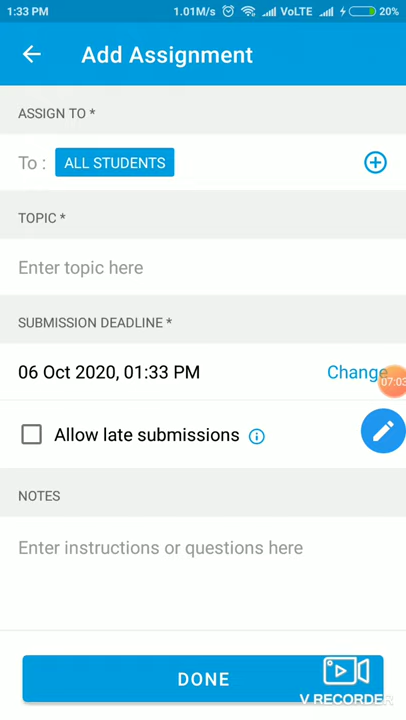 1:33 PM 1.01M/s VoLTE 20%
Add Assignment
ASSIGN TO *
To : ALL STUDENTS
TOPIC *
Enter topic here
SUBMISSION DEADLINE *
06 Oct 2020, 01:33 PM Change
07:03
Allow late submissions
NOTES
Enter instructions or questions here
DONE
V RECORDER